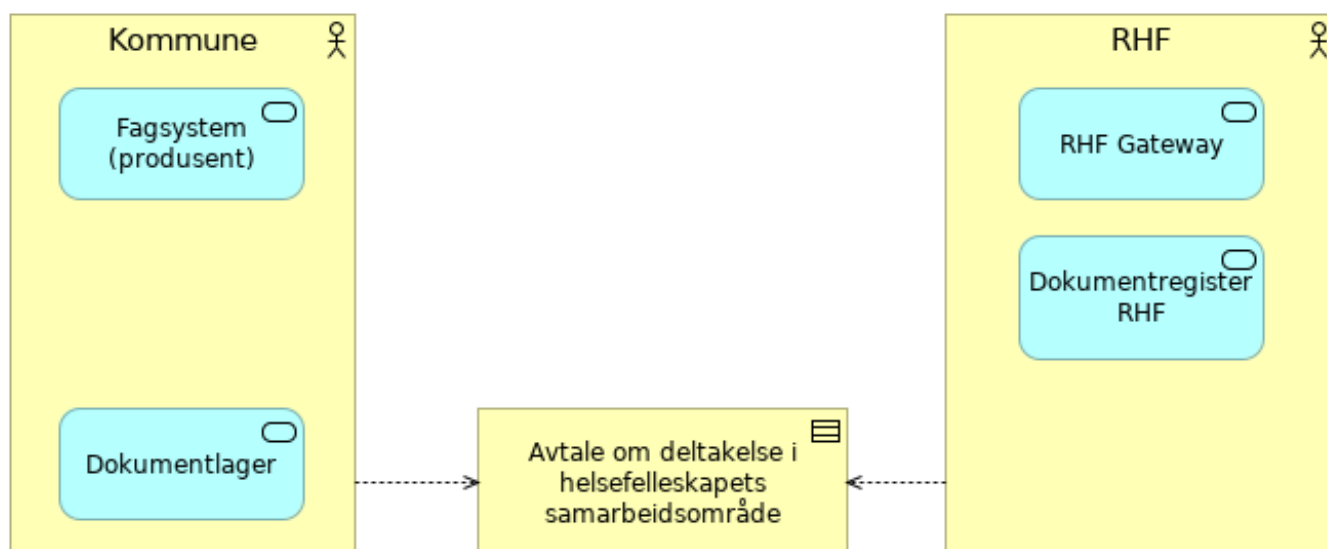 Kommune
Fagsystem
(produsent)
Dokumentlager
Avtale om deltakelse i
helsefelleskapets
samarbeidsområde
RHF
RHF Gateway
Dokumentregister
RHF